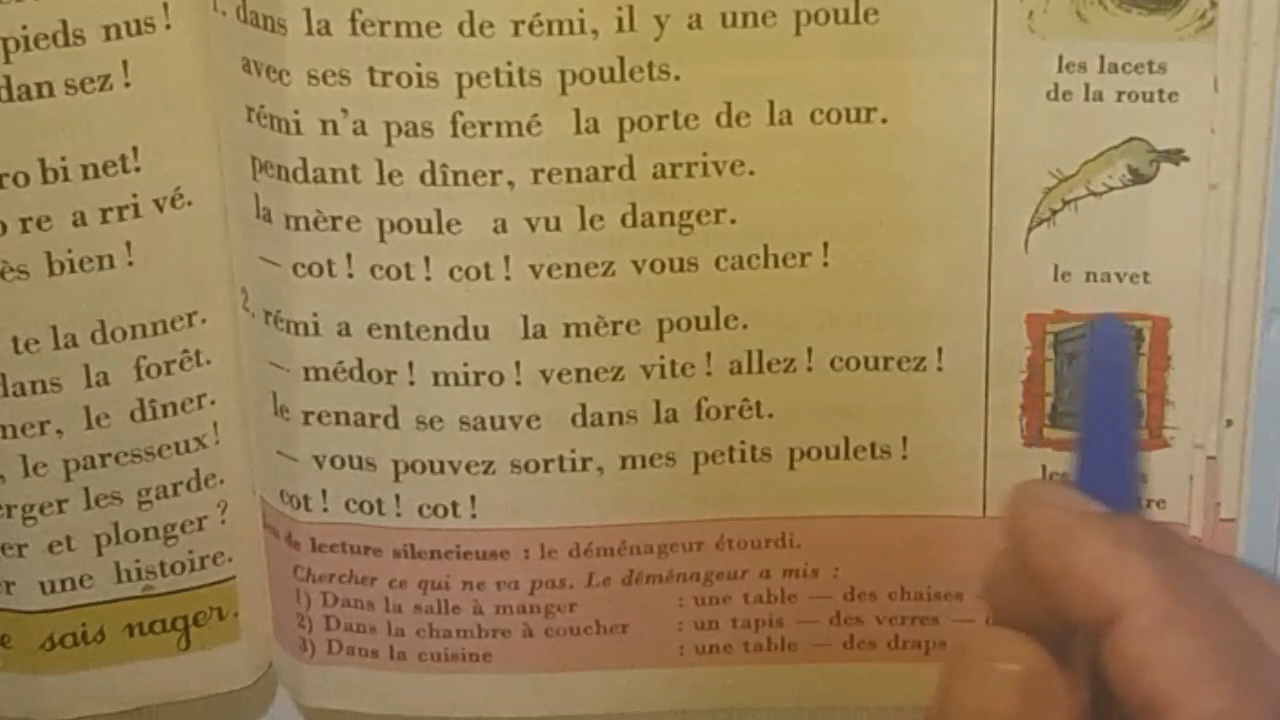 pieds nus !
dan sez !
ro bi net!
re a rri vé.
ès bien !
te la donner.
dans la forêt.
ner, le dîner.
, le paresseux!
rger les garde.
er et plonger ?
r une histoire.
e sais nager.
1. dans la ferme de rémi, il y a une poule
avec ses trois petits poulets.
rémi n'a pas fermé la porte de la cour.
pendant le dîner, renard arrive.
la mère poule a vu le danger.
– cot ! cot ! cot ! venez vous cacher !
2. rémi a entendu la mère poule.
– médor ! miro ! venez vite ! allez ! courez !
le renard se sauve dans la forêt.
– vous pouvez sortir, mes petits poulets !
cot ! cot ! cot !
de lecture silencieuse : le déménageur étourdi.
Chercher ce qui ne va pas. Le déménageur a mis :
1) Dans la salle à manger : une table — des chaises
2) Dans la chambre à coucher : un tapis — des verres —
3) Dans la cuisine : une table — des draps
les lacets
de la route
le navet